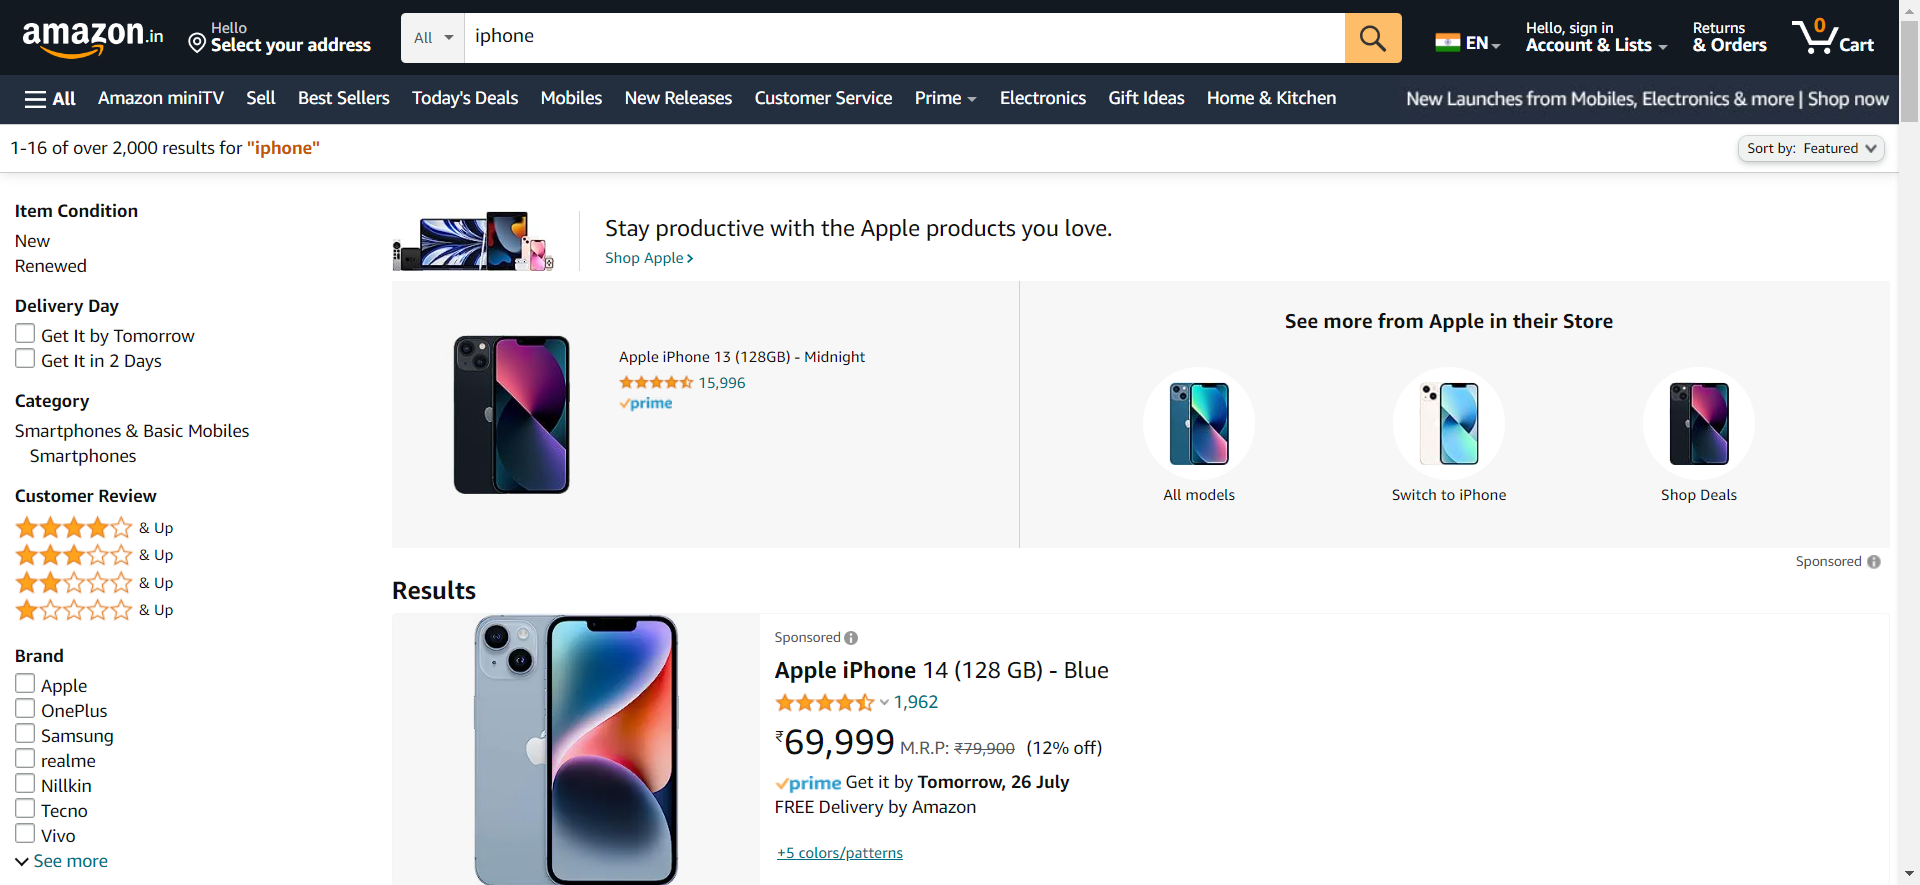 amazon.in
Hello
Select your address
All
iphone
EN
Hello, sign in
Account & Lists
Returns
& Orders
0
Cart
All
Amazon miniTV
Sell
Best Sellers
Today's Deals
Mobiles
New Releases
Customer Service
Prime
Electronics
Gift Ideas
Home & Kitchen
New Launches from Mobiles, Electronics & more | Shop now
1-16 of over 2,000 results for "iphone"
Sort by: Featured
Item Condition
New
Renewed
Delivery Day
Get It by Tomorrow
Get It in 2 Days
Category
Smartphones & Basic Mobiles
Smartphones
Customer Review
& Up
& Up
& Up
& Up
Brand
Apple
OnePlus
Samsung
realme
Nillkin
Tecno
Vivo
See more
Stay productive with the Apple products you love.
Shop Apple
Apple iPhone 13 (128GB) - Midnight
15,996
prime
See more from Apple in their Store
All models
Switch to iPhone
Shop Deals
Sponsored
Results
Sponsored
Apple iPhone 14 (128 GB) - Blue
1,962
₹69,999 M.R.P: ₹79,900 (12% off)
prime Get it by Tomorrow, 26 July
FREE Delivery by Amazon
+5 colors/patterns